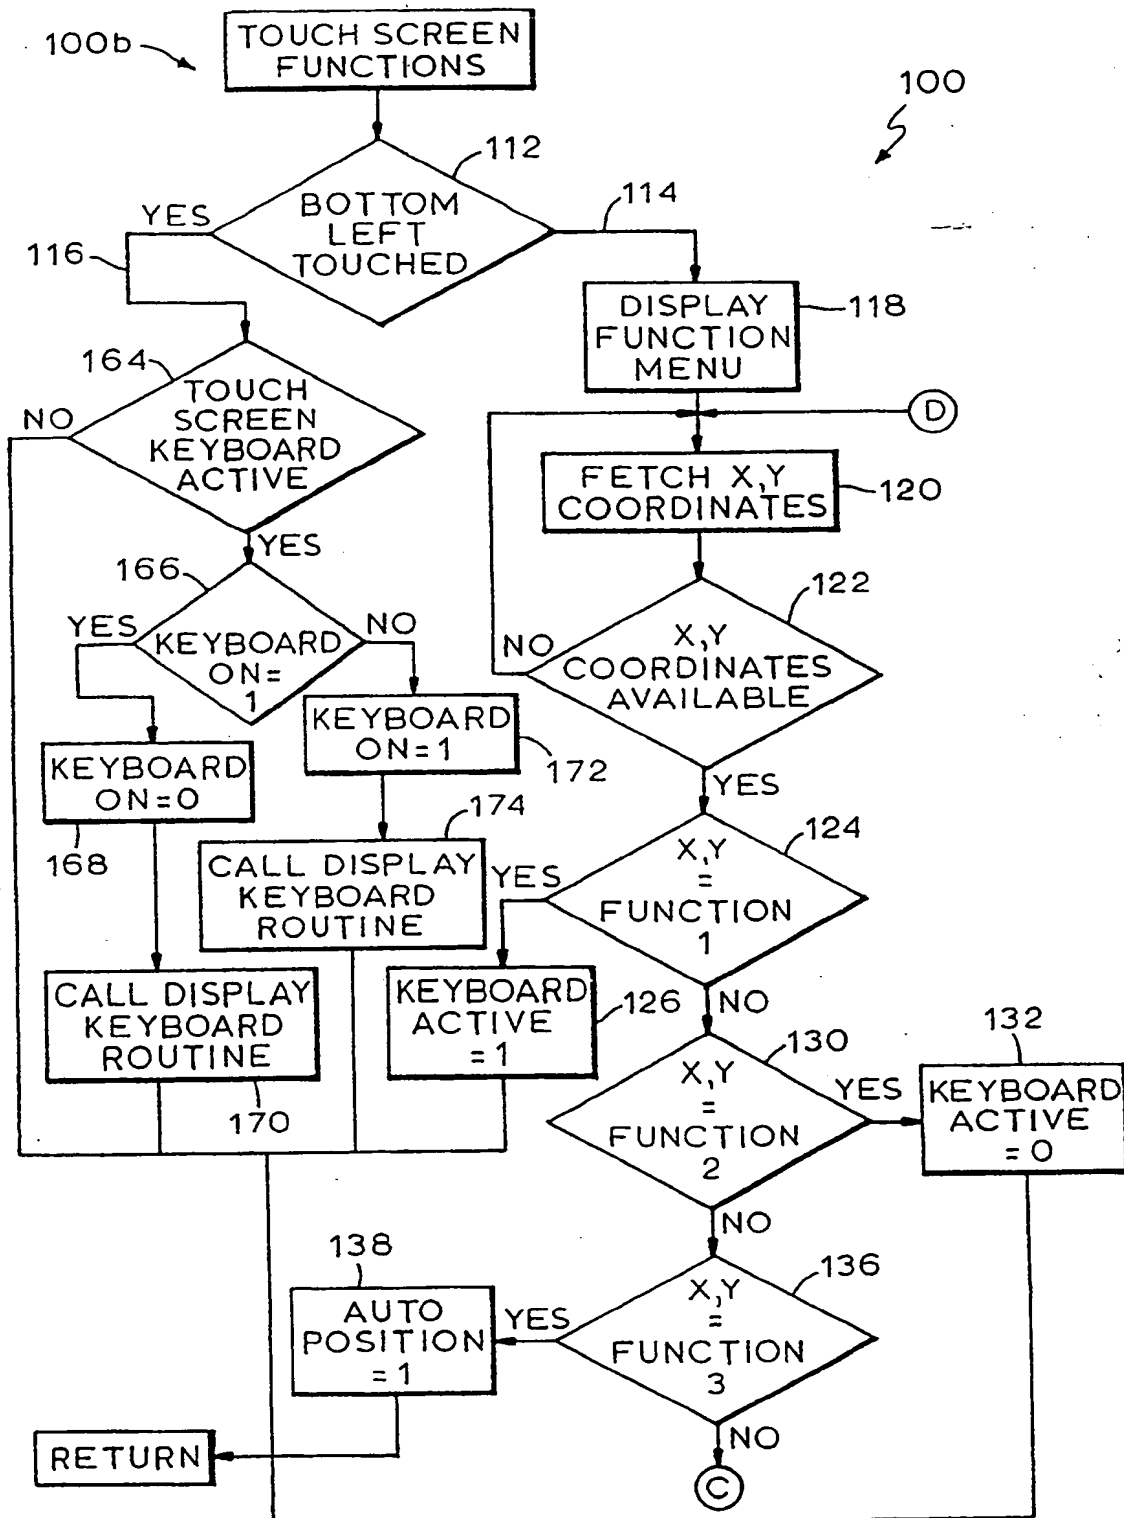 100b
TOUCH SCREEN
FUNCTIONS
100
112
BOTTOM
LEFT
TOUCHED
YES
114
116
DISPLAY
FUNCTION
MENU
118
164
TOUCH
SCREEN
KEYBOARD
ACTIVE
NO
D
FETCH X,Y
COORDINATES
120
YES
166
KEYBOARD
ON=
1
YES
NO
122
X,Y
COORDINATES
AVAILABLE
NO
KEYBOARD
ON=1
172
KEYBOARD
ON=0
168
YES
174
CALL DISPLAY
KEYBOARD
ROUTINE
124
X,Y
=
FUNCTION
1
YES
CALL DISPLAY
KEYBOARD
ROUTINE
170
KEYBOARD
ACTIVE
=1
126
NO
130
X,Y
=
FUNCTION
2
YES
132
KEYBOARD
ACTIVE
=0
NO
138
AUTO
POSITION
=1
YES
136
X,Y
=
FUNCTION
3
NO
RETURN
C